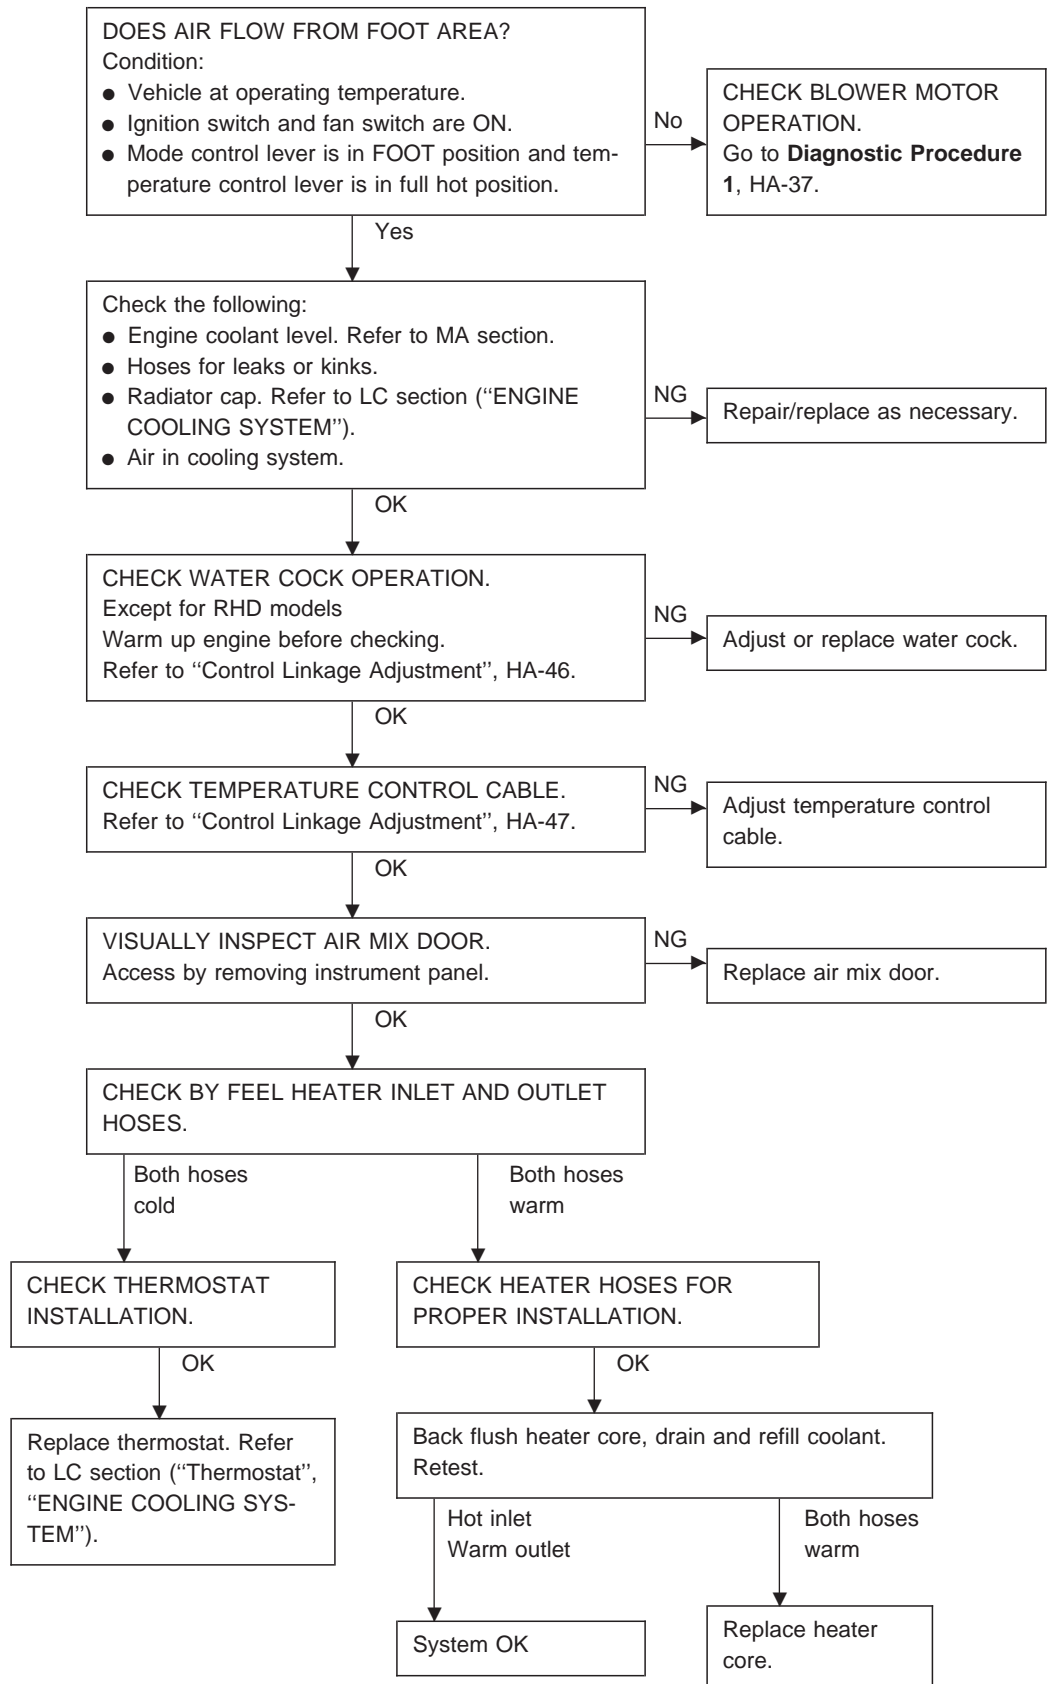 DOES AIR FLOW FROM FOOT AREA?
Condition:
● Vehicle at operating temperature.
● Ignition switch and fan switch are ON.
● Mode control lever is in FOOT position and tem-
perature control lever is in full hot position.
No
CHECK BLOWER MOTOR
OPERATION.
Go to Diagnostic Procedure
1, HA-37.
Yes
Check the following:
● Engine coolant level. Refer to MA section.
● Hoses for leaks or kinks.
● Radiator cap. Refer to LC section (‘‘ENGINE
COOLING SYSTEM’’).
● Air in cooling system.
NG
Repair/replace as necessary.
OK
CHECK WATER COCK OPERATION.
Except for RHD models
Warm up engine before checking.
Refer to ‘‘Control Linkage Adjustment’’, HA-46.
NG
Adjust or replace water cock.
OK
CHECK TEMPERATURE CONTROL CABLE.
Refer to ‘‘Control Linkage Adjustment’’, HA-47.
NG
Adjust temperature control
cable.
OK
VISUALLY INSPECT AIR MIX DOOR.
Access by removing instrument panel.
NG
Replace air mix door.
OK
CHECK BY FEEL HEATER INLET AND OUTLET
HOSES.
Both hoses
cold
Both hoses
warm
CHECK THERMOSTAT
INSTALLATION.
CHECK HEATER HOSES FOR
PROPER INSTALLATION.
OK
OK
Replace thermostat. Refer
to LC section (‘‘Thermostat’’,
‘‘ENGINE COOLING SYS-
TEM’’).
Back flush heater core, drain and refill coolant.
Retest.
Hot inlet
Warm outlet
Both hoses
warm
System OK
Replace heater
core.